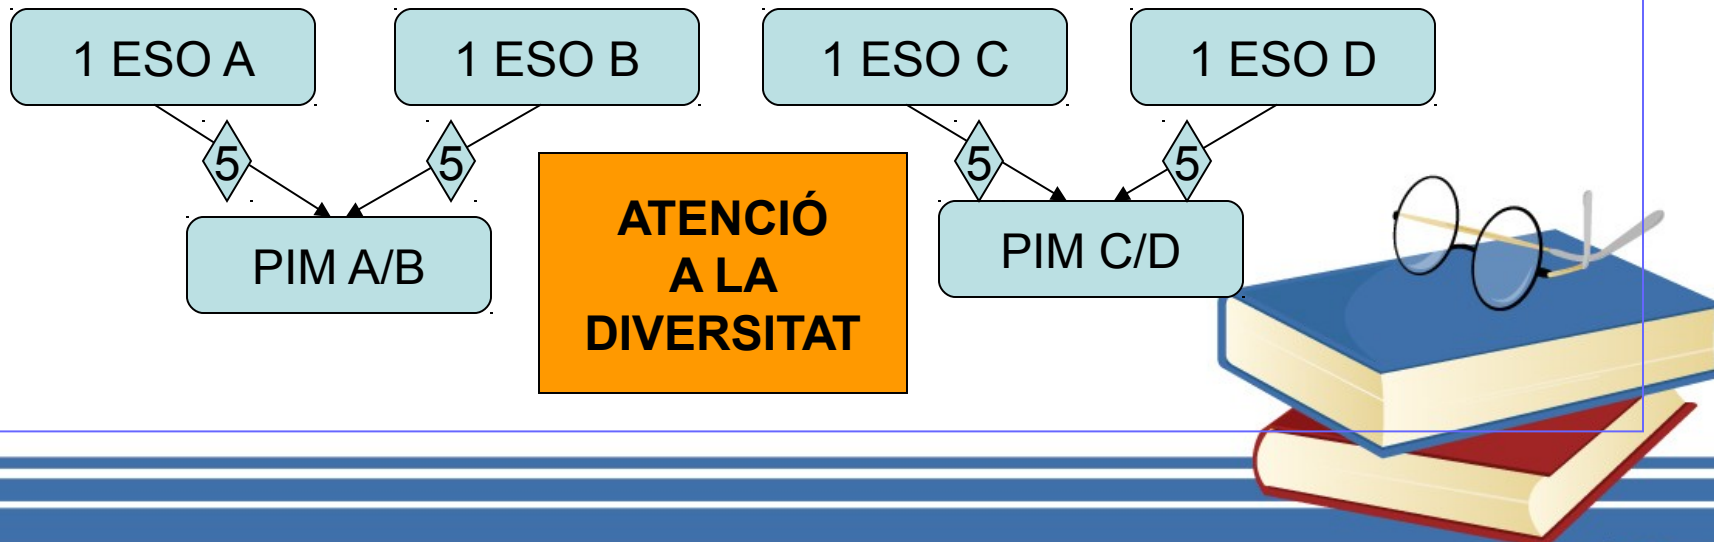 1 ESO A
1 ESO B
1 ESO C
1 ESO D
5
5
5
5
PIM A/B
ATENCIÓ
A LA
DIVERSITAT
PIM C/D